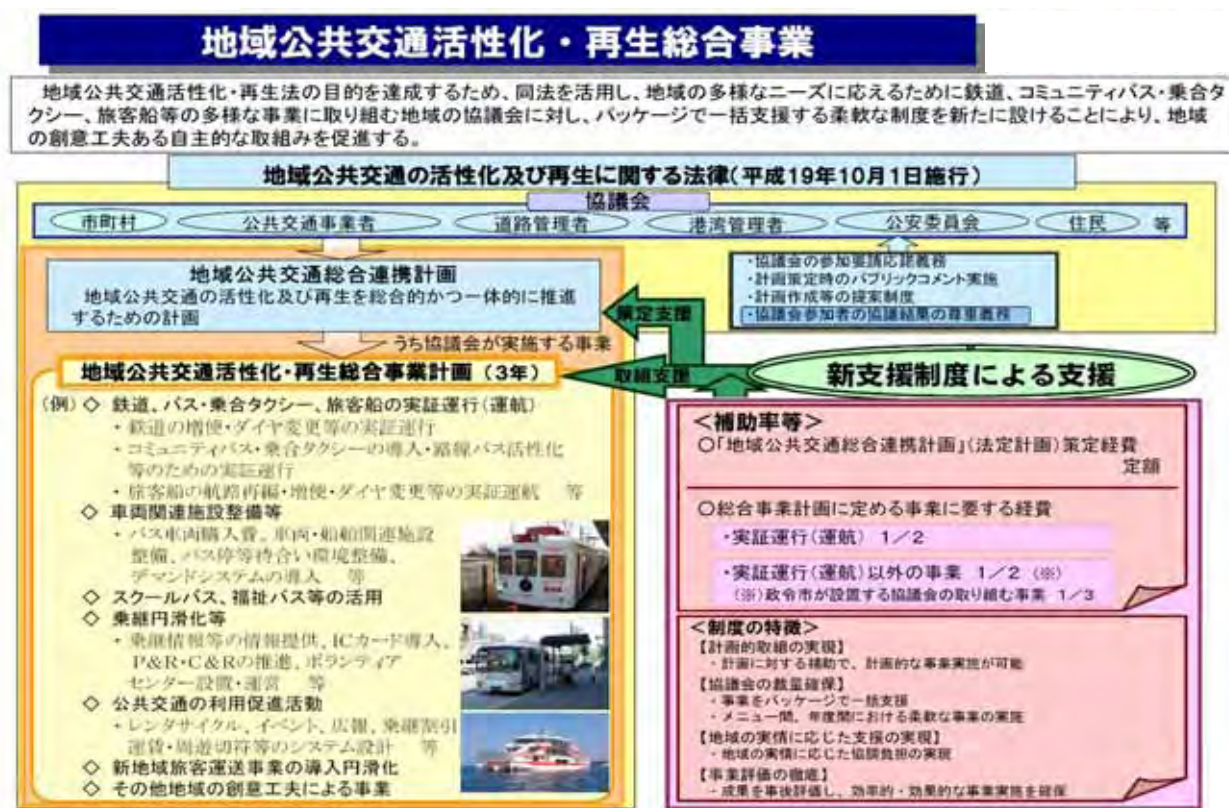 地域公共交通活性化・再生総合事業
地域公共交通活性化・再生法の目的を達成するため、同法を活用し、地域の多様なニーズに応えるために鉄道、コミュニティバス・乗合タ
クシー、旅客船等の多様な事業に取り組む地域の協議会に対し、パッケージで一括支援する柔軟な制度を新たに設けることにより、地域
の創意工夫ある自主的な取組みを促進する。
地域公共交通の活性化及び再生に関する法律(平成19年10月1日施行)
協議会
市町村 公共交通事業者 道路管理者 港湾管理者 公安委員会 住民 等
地域公共交通総合連携計画
地域公共交通の活性化及び再生を総合的かつ一体的に推進
するための計画
・協議会の参加要請応諾義務
・計画策定時のパブリックコメント実施
・計画作成等の提案制度
・協議会参加者の協議結果の尊重義務
策定支援
うち協議会が実施する事業
地域公共交通活性化・再生総合事業計画(3年)
取組支援
新支援制度による支援
(例)◇ 鉄道、バス・乗合タクシー、旅客船の実証運行(運航)
・鉄道の増便・ダイヤ変更等の実証運行
・コミュニティバス・乗合タクシーの導入・路線バス活性化
等のための実証運行
・旅客船の航路再編・増便・ダイヤ変更等の実証運航 等
◇ 車両関連施設整備等
・バス車両購入費、車両・船舶関連施設
整備、バス停等待合い環境整備、
デマンドシステムの導入 等
◇ スクールバス、福祉バス等の活用
◇ 乗継円滑化等
・乗継情報等の情報提供、ICカード導入、
P&R・C&Rの推進、ボランティア
センター設置・運営 等
◇ 公共交通の利用促進活動
・レンタサイクル、イベント、広報、乗継割引
運賃・周遊切符等のシステム設計 等
◇ 新地域旅客運送事業の導入円滑化
◇ その他地域の創意工夫による事業
<補助率等>
○「地域公共交通総合連携計画」(法定計画)策定経費
定額
○総合事業計画に定める事業に要する経費
・実証運行(運航) 1/2
・実証運行(運航)以外の事業 1/2 (※)
(※)政令市が設置する協議会の取り組む事業 1/3
<制度の特徴>
【計画的取組の実現】
・計画に対する補助で、計画的な事業実施が可能
【協議会の裁量確保】
・事業をパッケージで一括支援
・メニュー間、年度間における柔軟な事業の実施
【地域の実情に応じた支援の実現】
・地域の実情に応じた協調負担の実現
【事業評価の徹底】
・成果を事後評価し、効率的・効果的な事業実施を確保